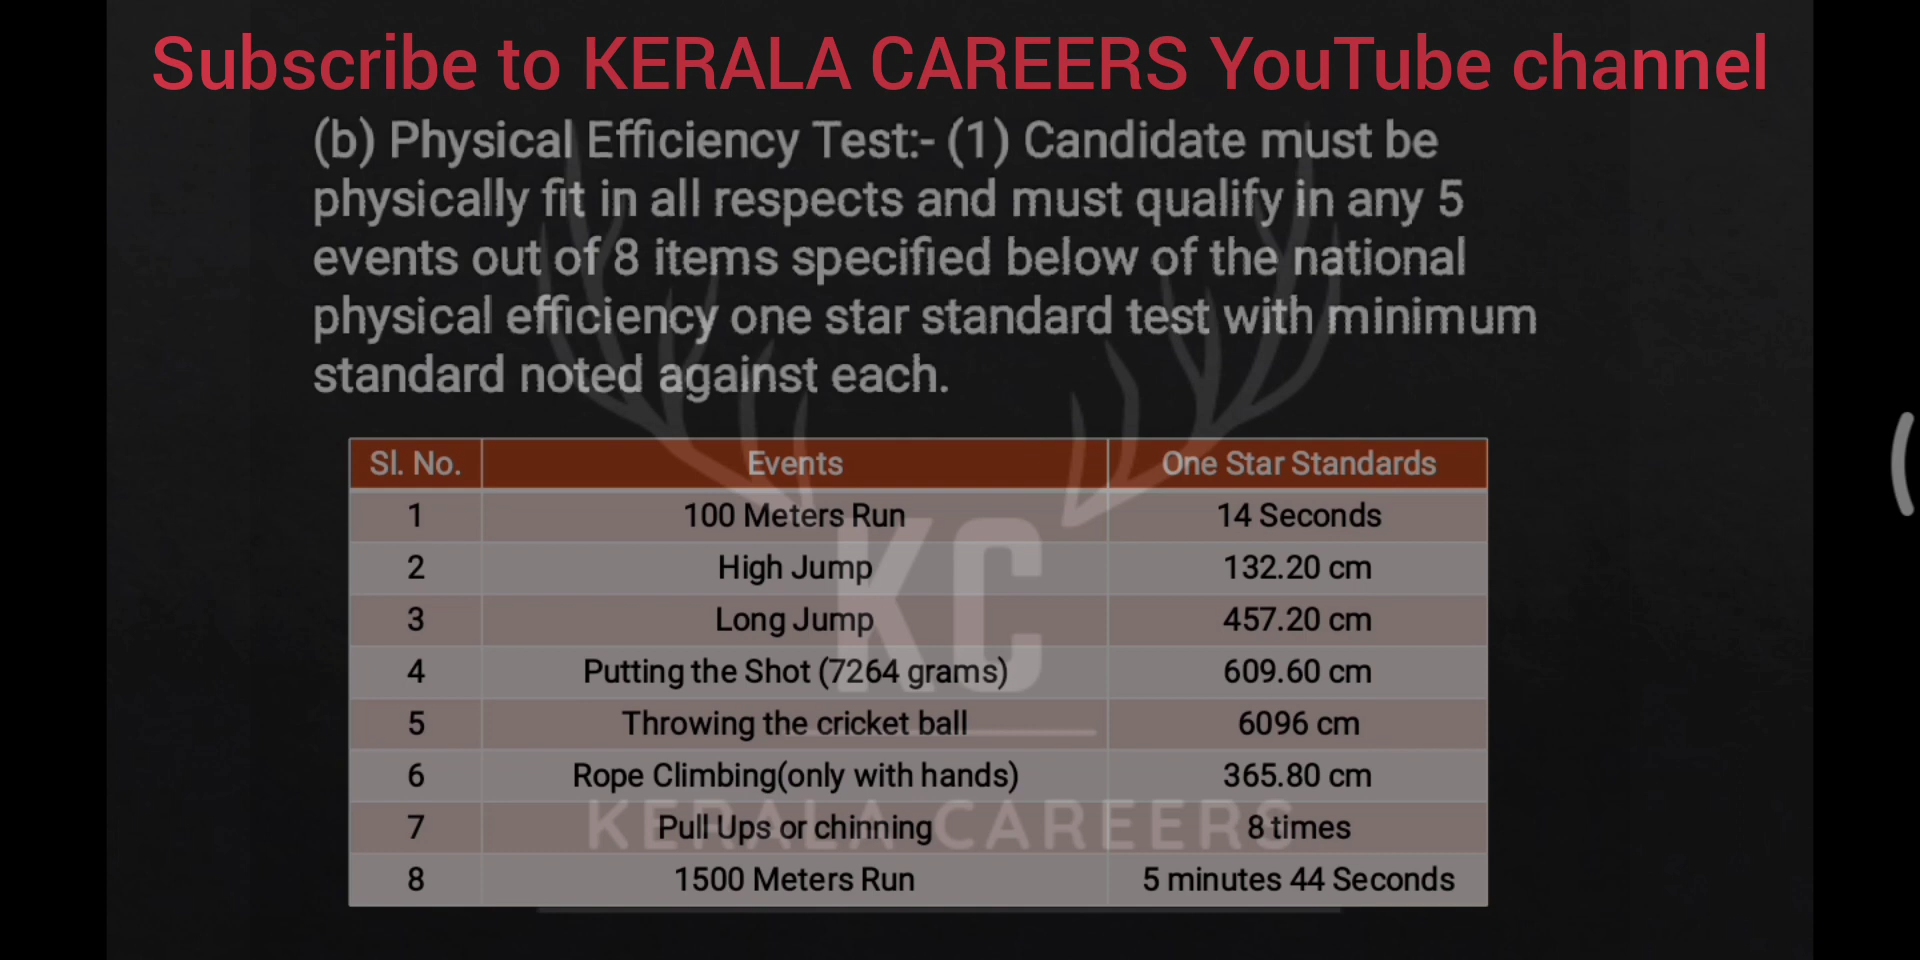 Subscribe to KERALA CAREERS YouTube channel
(b) Physical Efficiency Test:- (1) Candidate must be
physically fit in all respects and must qualify in any 5
events out of 8 items specified below of the national
physical efficiency one star standard test with minimum
standard noted against each.
Sl. No. Events One Star Standards
1 100 Meters Run 14 Seconds
2 High Jump 132.20 cm
3 Long Jump 457.20 cm
4 Putting the Shot (7264 grams) 609.60 cm
5 Throwing the cricket ball 6096 cm
6 Rope Climbing(only with hands) 365.80 cm
7 Pull Ups or chinning 8 times
8 1500 Meters Run 5 minutes 44 Seconds
KC
KERALA CAREERS